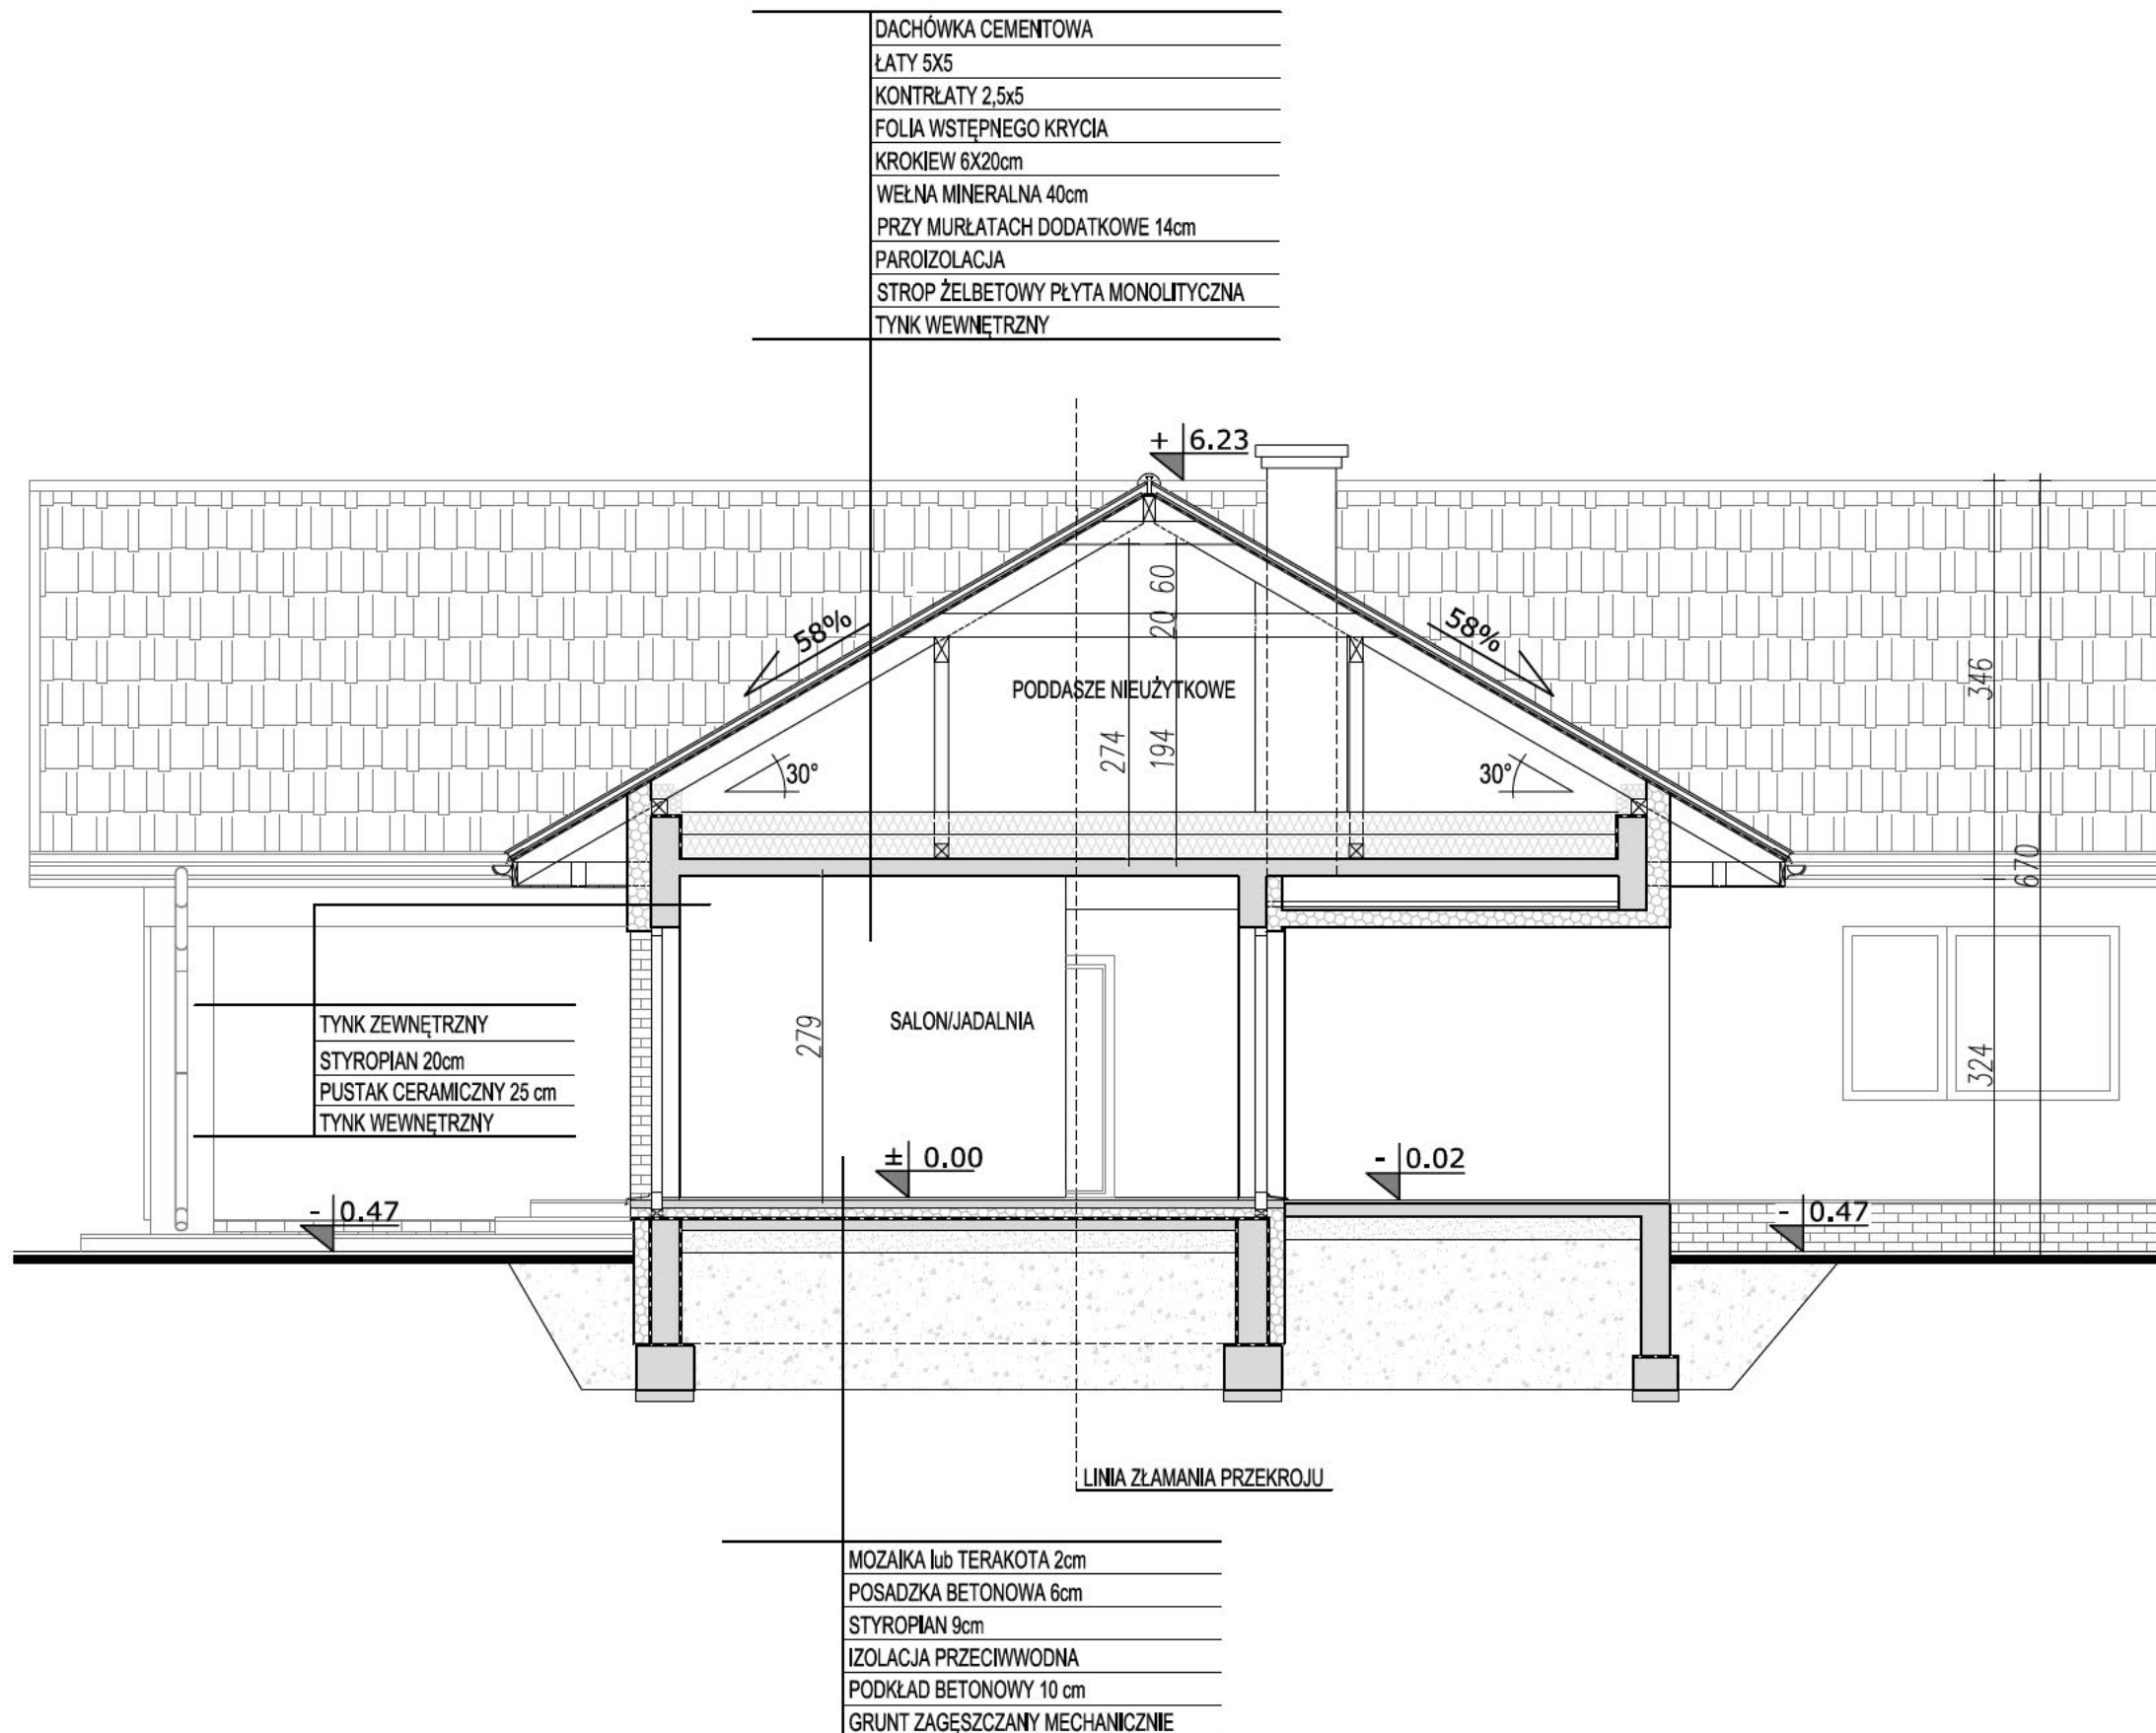 DACHÓWKA CEMENTOWA
ŁATY 5X5
KONTRŁATY 2,5x5
FOLIA WSTĘPNEGO KRYCIA
KROKIEW 6X20cm
WEŁNA MINERALNA 40cm
PRZY MURŁATACH DODATKOWE 14cm
PAROIZOLACJA
STROP ŻELBETOWY PŁYTA MONOLITYCZNA
TYNK WEWNĘTRZNY
+ 6.23
58%
58%
20 60
346
PODDASZE NIEUŻYTKOWE
274
194
30°
30°
670
279
SALON/JADALNIA
324
TYNK ZEWNĘTRZNY
STYROPIAN 20cm
PUSTAK CERAMICZNY 25 cm
TYNK WEWNĘTRZNY
± 0.00
- 0.02
- 0.47
- 0.47
LINIA ZŁAMANIA PRZEKROJU
MOZAIKA lub TERAKOTA 2cm
POSADZKA BETONOWA 6cm
STYROPIAN 9cm
IZOLACJA PRZECIWWODNA
PODKŁAD BETONOWY 10 cm
GRUNT ZAGĘSZCZANY MECHANICZNIE